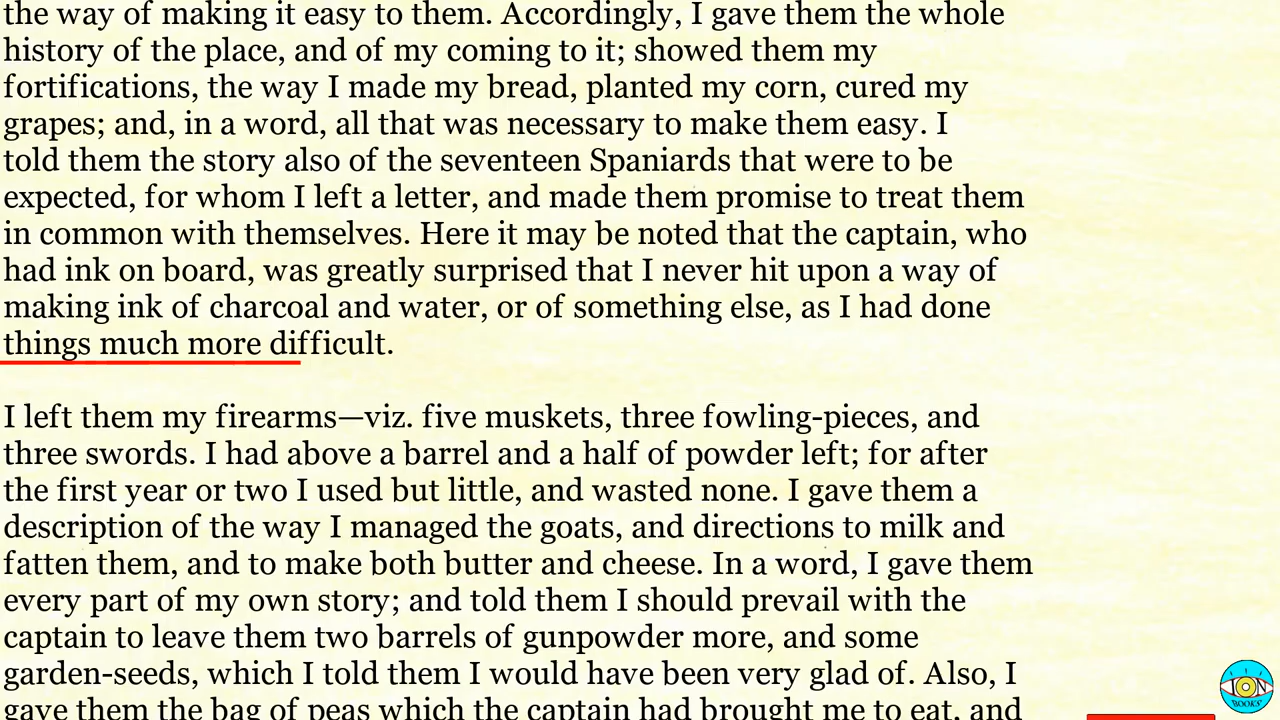 the way of making it easy to them. Accordingly, I gave them the whole
history of the place, and of my coming to it; showed them my
fortifications, the way I made my bread, planted my corn, cured my
grapes; and, in a word, all that was necessary to make them easy. I
told them the story also of the seventeen Spaniards that were to be
expected, for whom I left a letter, and made them promise to treat them
in common with themselves. Here it may be noted that the captain, who
had ink on board, was greatly surprised that I never hit upon a way of
making ink of charcoal and water, or of something else, as I had done
things much more difficult.
I left them my firearms—viz. five muskets, three fowling-pieces, and
three swords. I had above a barrel and a half of powder left; for after
the first year or two I used but little, and wasted none. I gave them a
description of the way I managed the goats, and directions to milk and
fatten them, and to make both butter and cheese. In a word, I gave them
every part of my own story; and told them I should prevail with the
captain to leave them two barrels of gunpowder more, and some
garden-seeds, which I told them I would have been very glad of. Also, I
gave them the bag of peas which the captain had brought me to eat, and
BOOKS